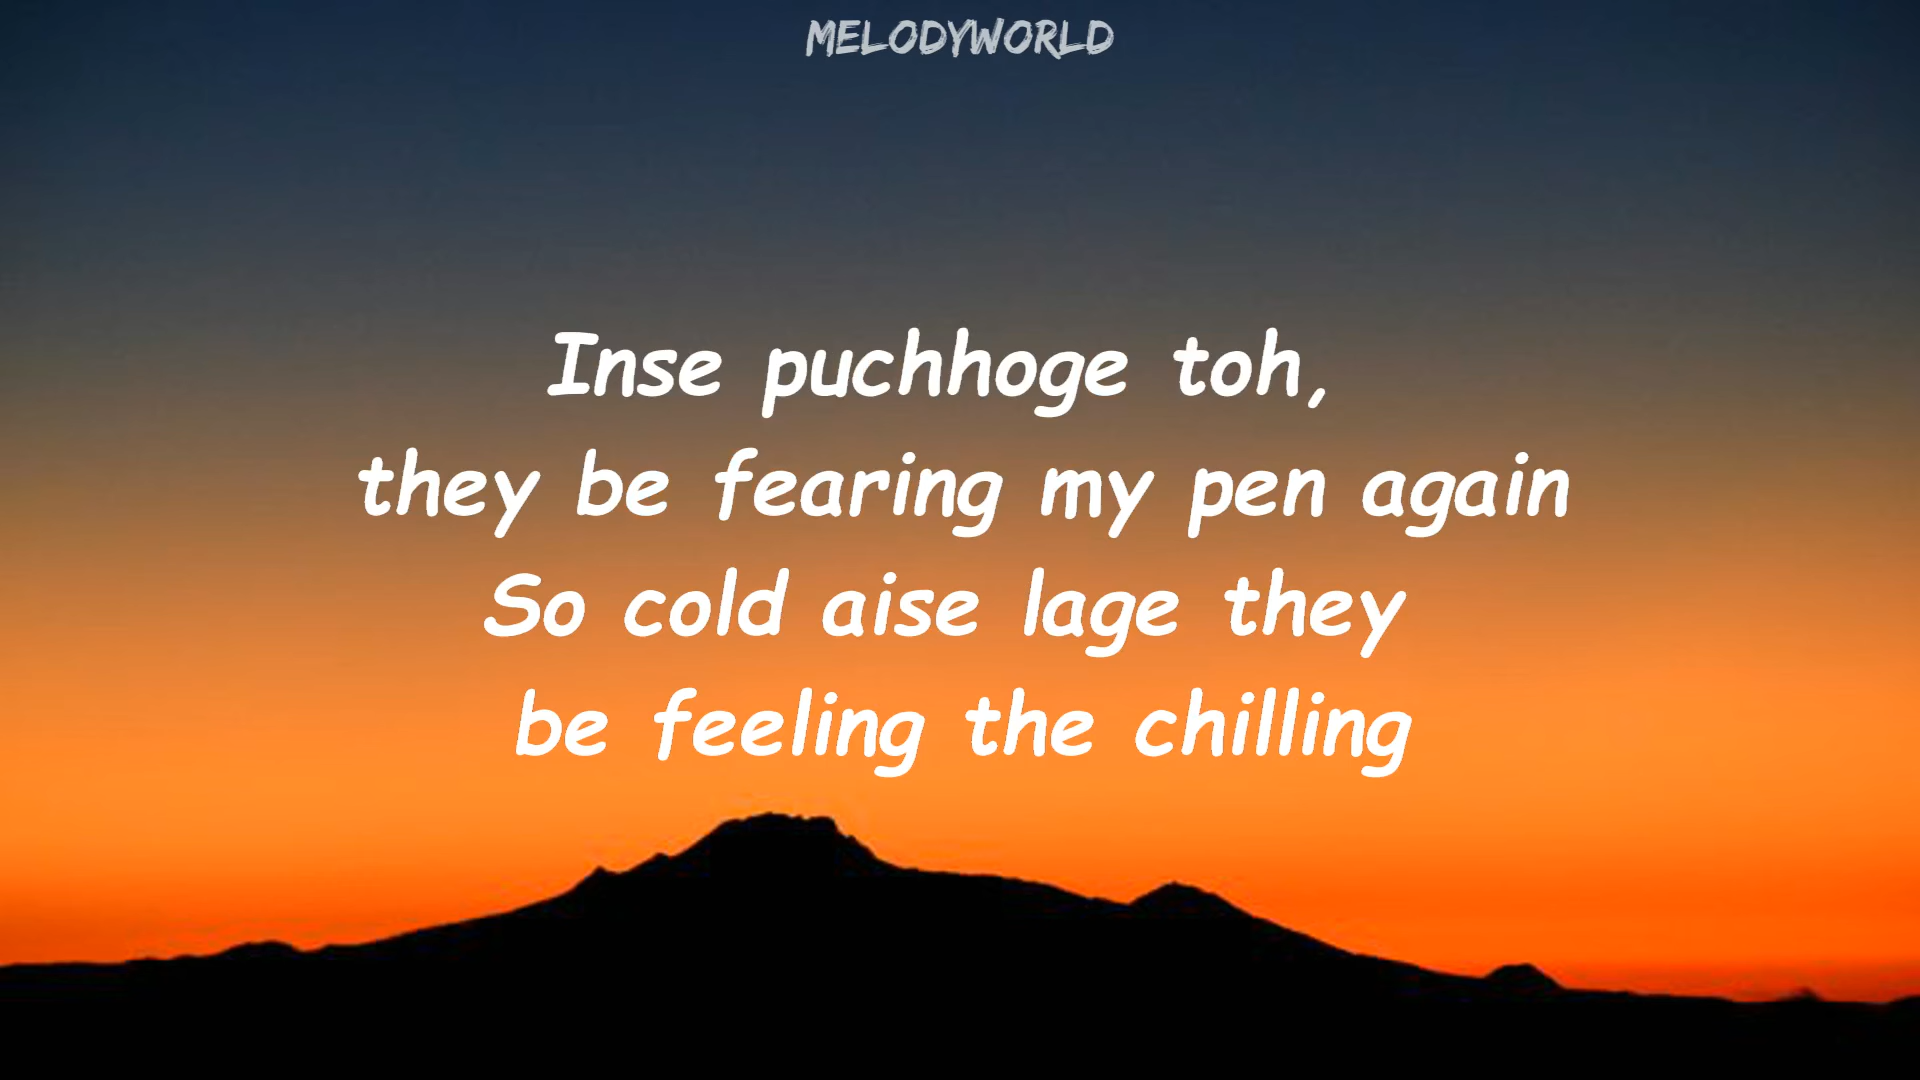 MELODYWORLD
Inse puchhoge toh,
they be fearing my pen again
So cold aise lage they
be feeling the chilling